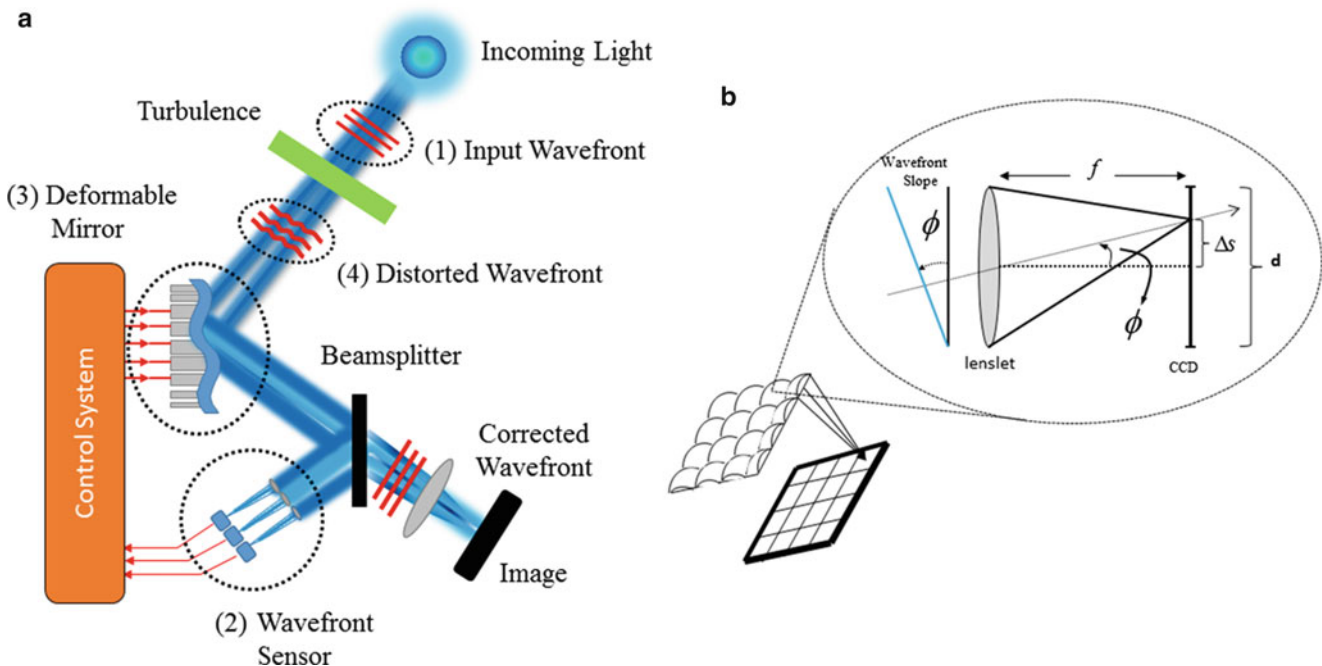 a
Incoming Light
Turbulence
(1) Input Wavefront
(3) Deformable
Mirror
(4) Distorted Wavefront
Beamsplitter
Control System
Corrected
Wavefront
Image
(2) Wavefront
Sensor
b
Wavefront
Slope
f
ϕ
Δs
d
ϕ
lenslet
CCD